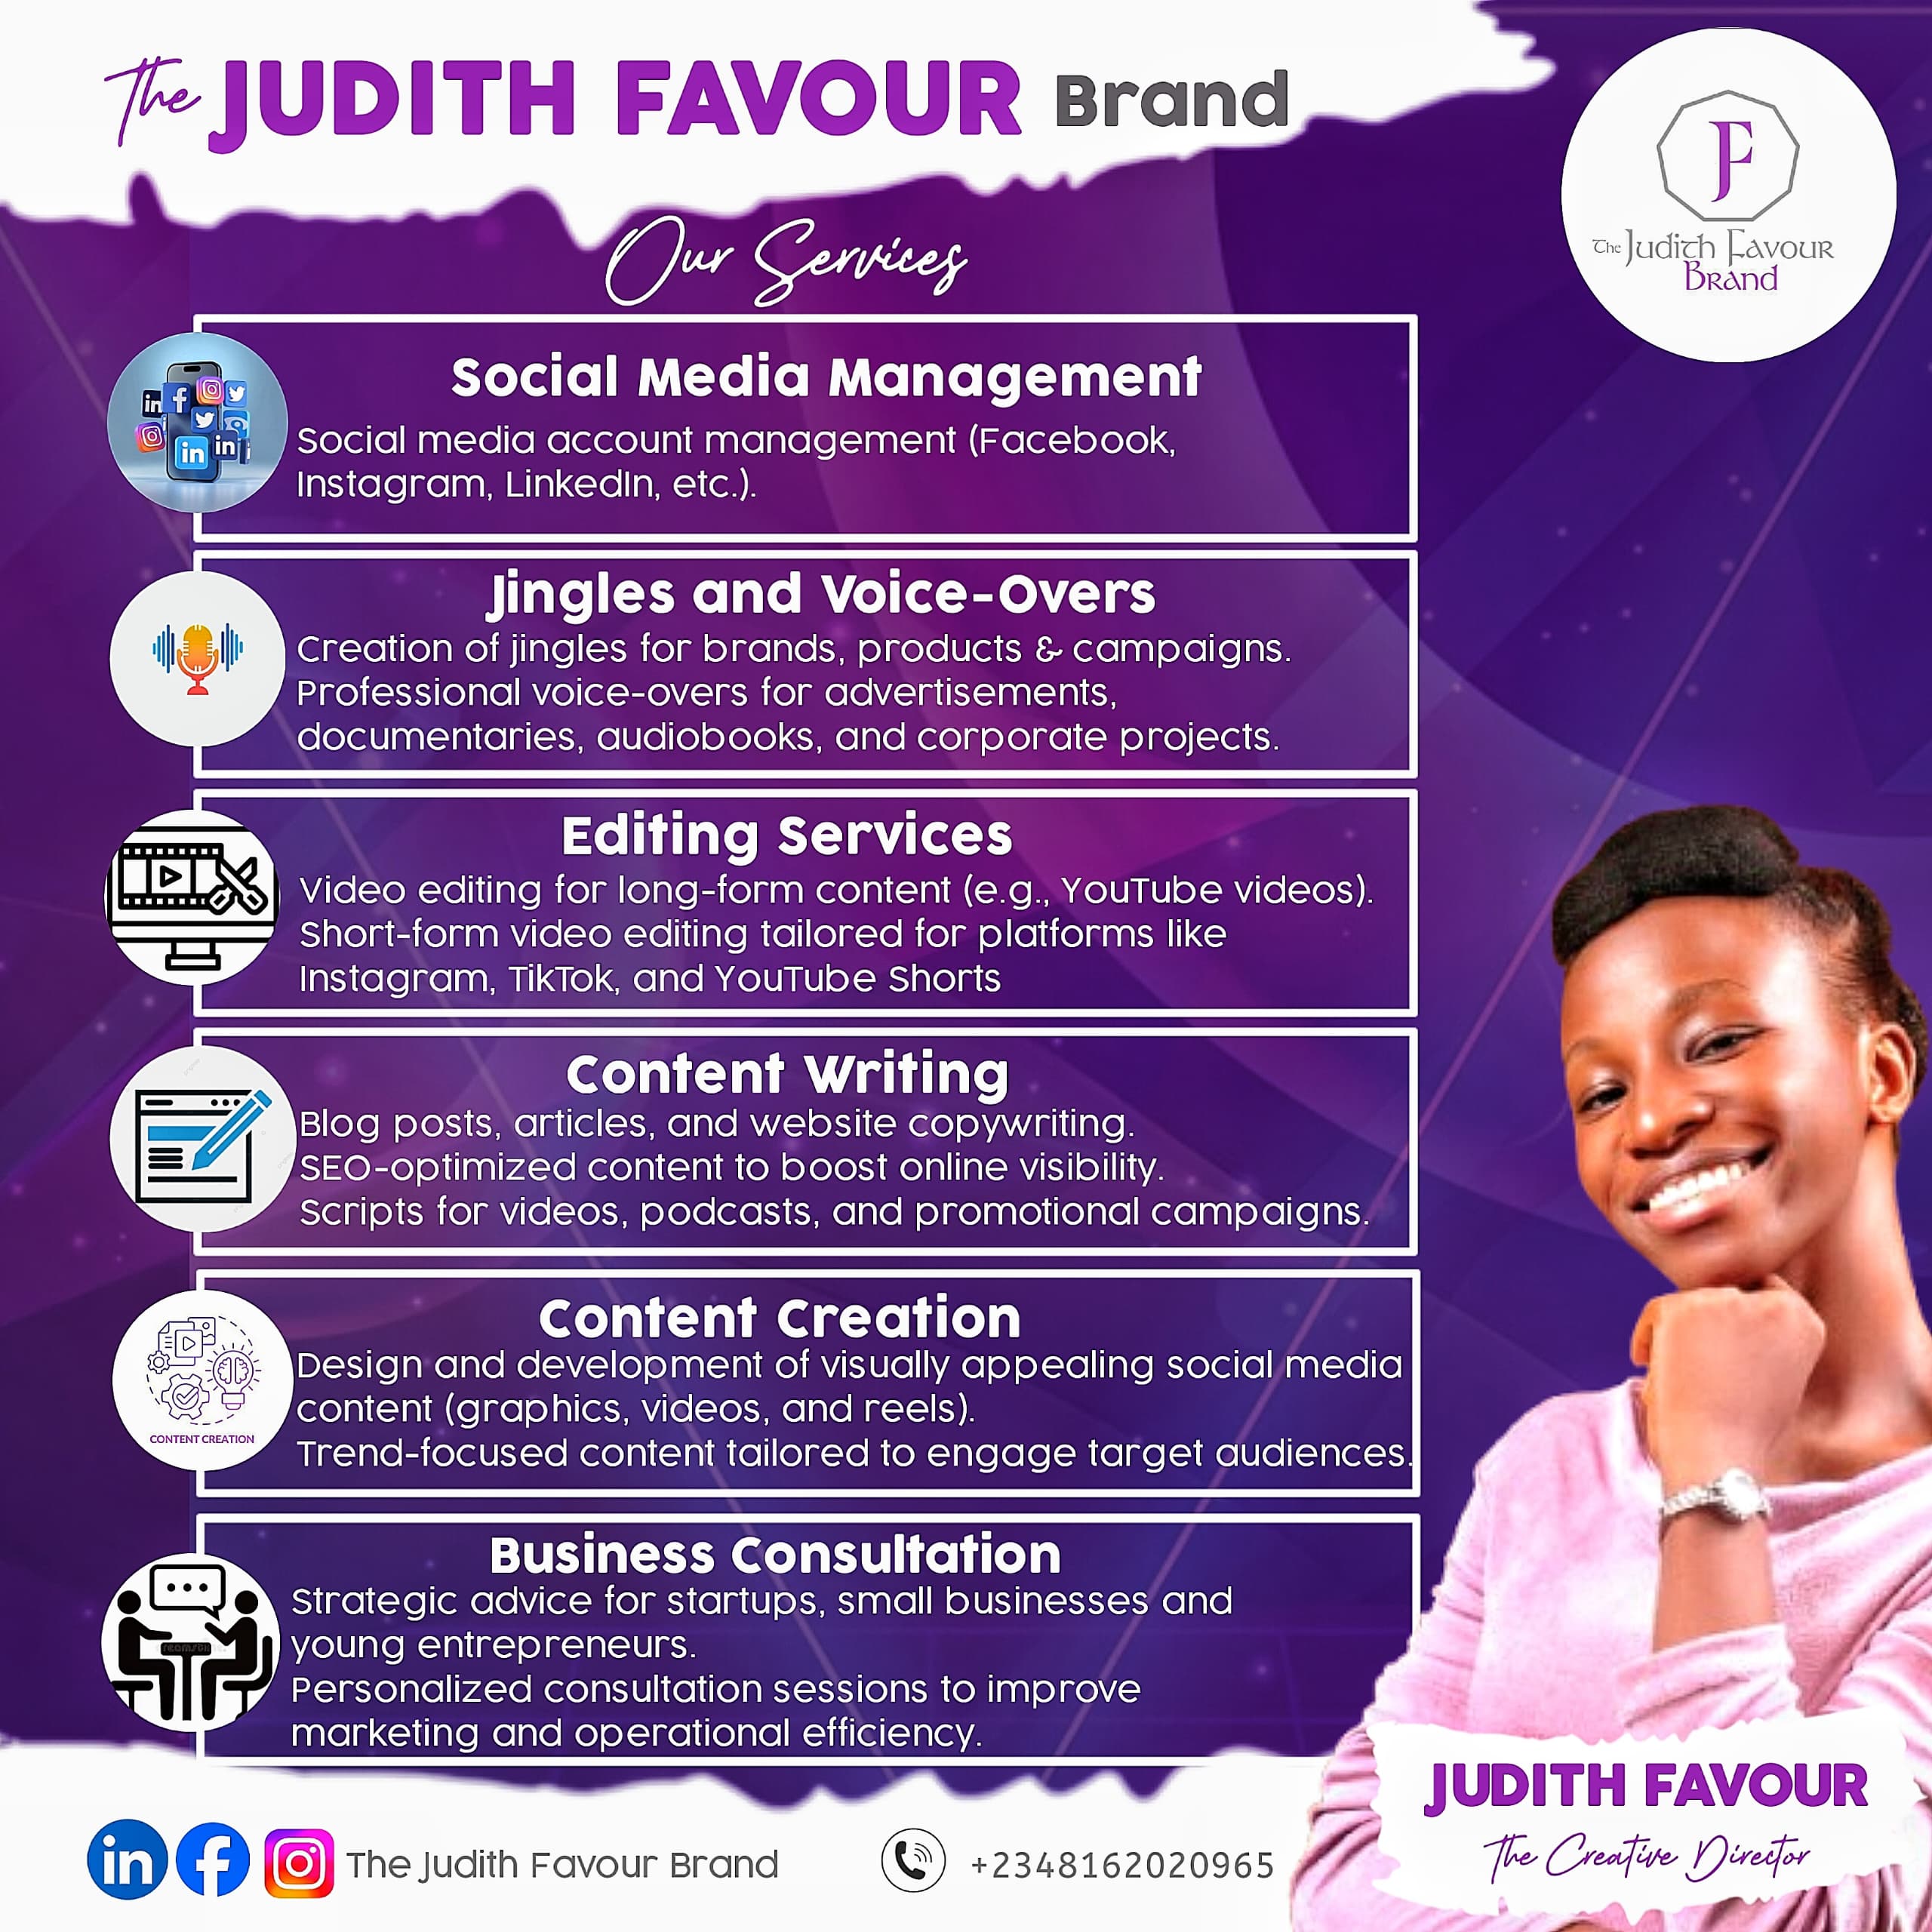 The JUDITH FAVOUR Brand
JF
The Judith Favour
Brand
Our Services
Social Media Management
Social media account management (Facebook,
Instagram, LinkedIn, etc.).
Jingles and Voice-Overs
Creation of jingles for brands, products & campaigns.
Professional voice-overs for advertisements,
documentaries, audiobooks, and corporate projects.
Editing Services
Video editing for long-form content (e.g., YouTube videos).
Short-form video editing tailored for platforms like
Instagram, TikTok, and YouTube Shorts
Content Writing
Blog posts, articles, and website copywriting.
SEO-optimized content to boost online visibility.
Scripts for videos, podcasts, and promotional campaigns.
Content Creation
Design and development of visually appealing social media
content (graphics, videos, and reels).
Trend-focused content tailored to engage target audiences.
CONTENT CREATION
Business Consultation
Strategic advice for startups, small businesses and
young entrepreneurs.
Personalized consultation sessions to improve
marketing and operational efficiency.
JUDITH FAVOUR
The Creative Director
The Judith Favour Brand
+2348162020965